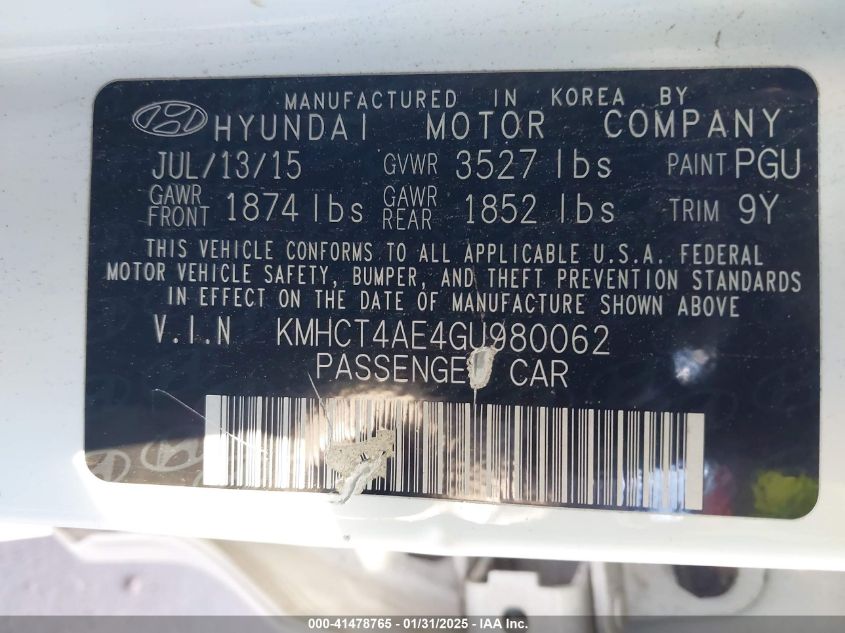 MANUFACTURED IN KOREA BY
HYUNDAI MOTOR COMPANY
JUL/13/15 GVWR 3527 lbs PAINT PGU
GAWR FRONT 1874 lbs GAWR REAR 1852 lbs TRIM 9Y
THIS VEHICLE CONFORMS TO ALL APPLICABLE U.S.A. FEDERAL
MOTOR VEHICLE SAFETY, BUMPER, AND THEFT PREVENTION STANDARDS
IN EFFECT ON THE DATE OF MANUFACTURE SHOWN ABOVE
V.I.N KMHCT4AE4GU980062
PASSENGER CAR
000-41478765 - 01/31/2025 - IAA Inc.